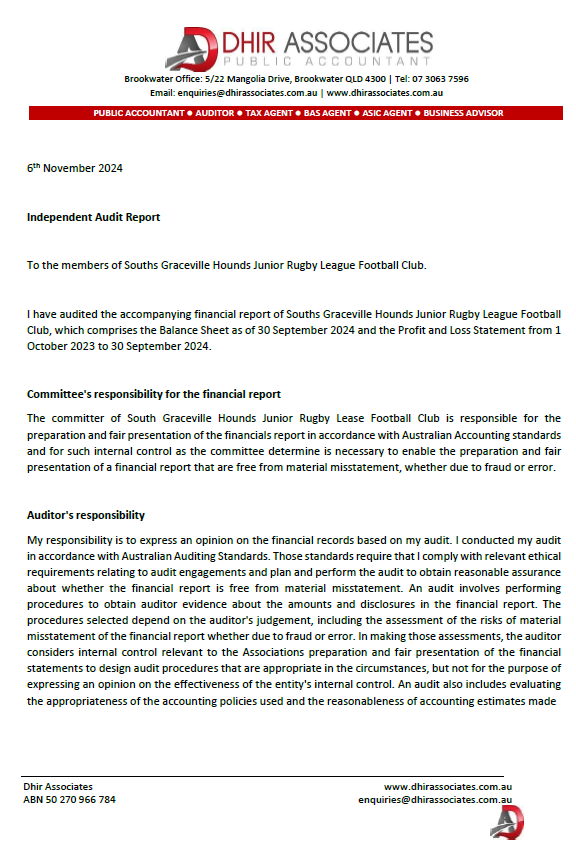 DHIR ASSOCIATES
PUBLIC ACCOUNTANT
Brookwater Office: 5/22 Mangolia Drive, Brookwater QLD 4300 | Tel: 07 3063 7596
Email: enquiries@dhirassociates.com.au | www.dhirassociates.com.au
PUBLIC ACCOUNTANT ● AUDITOR ● TAX AGENT ● BAS AGENT ● ASIC AGENT ● BUSINESS ADVISOR
6th November 2024
Independent Audit Report
To the members of Souths Graceville Hounds Junior Rugby League Football Club.
I have audited the accompanying financial report of Souths Graceville Hounds Junior Rugby League Football
Club, which comprises the Balance Sheet as of 30 September 2024 and the Profit and Loss Statement from 1
October 2023 to 30 September 2024.
Committee's responsibility for the financial report
The committer of South Graceville Hounds Junior Rugby Lease Football Club is responsible for the
preparation and fair presentation of the financials report in accordance with Australian Accounting standards
and for such internal control as the committee determine is necessary to enable the preparation and fair
presentation of a financial report that are free from material misstatement, whether due to fraud or error.
Auditor's responsibility
My responsibility is to express an opinion on the financial records based on my audit. I conducted my audit
in accordance with Australian Auditing Standards. Those standards require that I comply with relevant ethical
requirements relating to audit engagements and plan and perform the audit to obtain reasonable assurance
about whether the financial report is free from material misstatement. An audit involves performing
procedures to obtain auditor evidence about the amounts and disclosures in the financial report. The
procedures selected depend on the auditor's judgement, including the assessment of the risks of material
misstatement of the financial report whether due to fraud or error. In making those assessments, the auditor
considers internal control relevant to the Associations preparation and fair presentation of the financial
statements to design audit procedures that are appropriate in the circumstances, but not for the purpose of
expressing an opinion on the effectiveness of the entity's internal control. An audit also includes evaluating
the appropriateness of the accounting policies used and the reasonableness of accounting estimates made
Dhir Associates www.dhirassociates.com.au
ABN 50 270 966 784 enquiries@dhirassociates.com.au